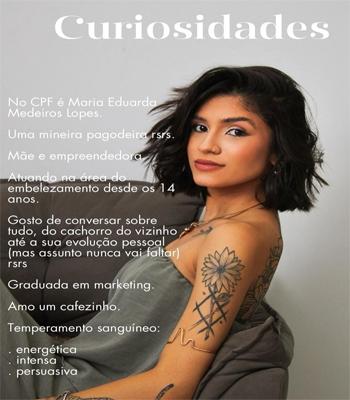 Curiosidades
No CPF é Maria Eduarda
Medeiros Lopes.
Uma mineira pagodeira rsrs.
Mãe e empreendedora
Atuando na área do
embelezamento desde os 14
anos.
Gosto de conversar sobre
tudo, do cachorro do vizinho
até a sua evolução pessoal
(mas assunto nunca vai faltar)
rsrs
Graduada em marketing.
Amo um cafezinho.
Temperamento sanguíneo:
. energética
. intensa
. persuasiva